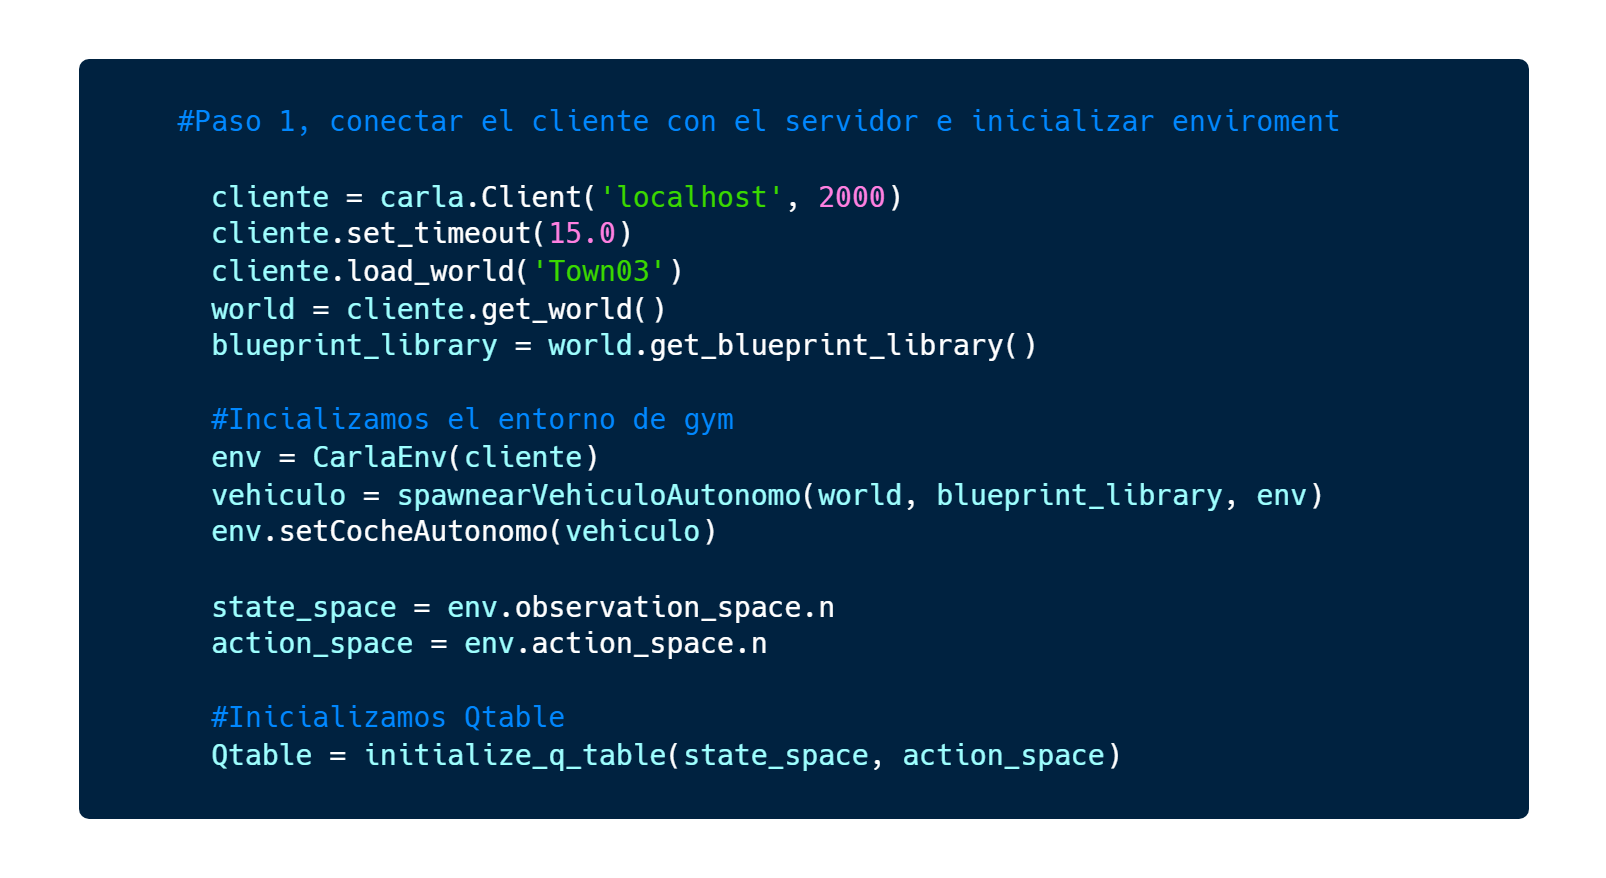 #Paso 1, conectar el cliente con el servidor e inicializar enviroment
cliente = carla.Client('localhost', 2000)
cliente.set_timeout(15.0)
cliente.load_world('Town03')
world = cliente.get_world()
blueprint_library = world.get_blueprint_library()
#Incializamos el entorno de gym
env = CarlaEnv(cliente)
vehiculo = spawnearVehiculoAutonomo(world, blueprint_library, env)
env.setCocheAutonomo(vehiculo)
state_space = env.observation_space.n
action_space = env.action_space.n
#Inicializamos Qtable
Qtable = initialize_q_table(state_space, action_space)